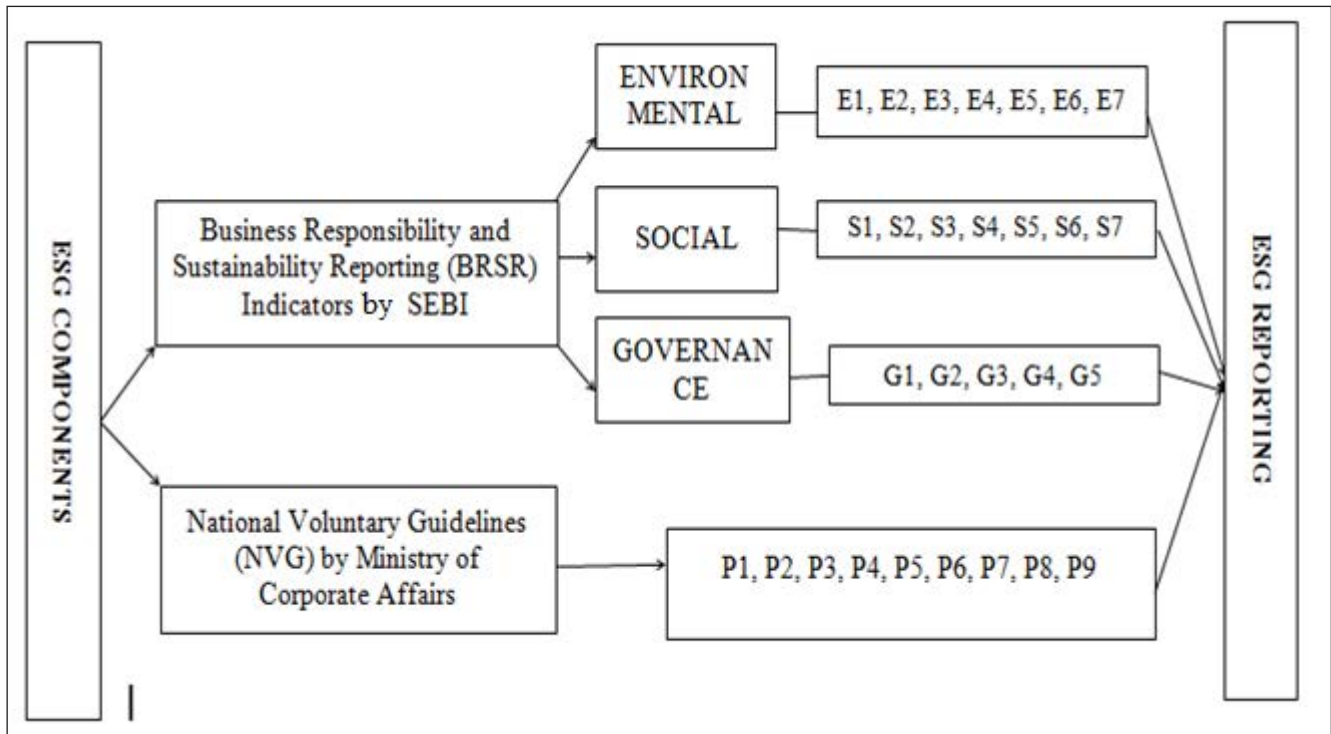 ESG COMPONENTS
Business Responsibility and
Sustainability Reporting (BRSR)
Indicators by SEBI
National Voluntary Guidelines
(NVG) by Ministry of
Corporate Affairs
ENVIRON
MENTAL
SOCIAL
GOVERNAN
CE
E1, E2, E3, E4, E5, E6, E7
S1, S2, S3, S4, S5, S6, S7
G1, G2, G3, G4, G5
P1, P2, P3, P4, P5, P6, P7, P8, P9
ESG REPORTING